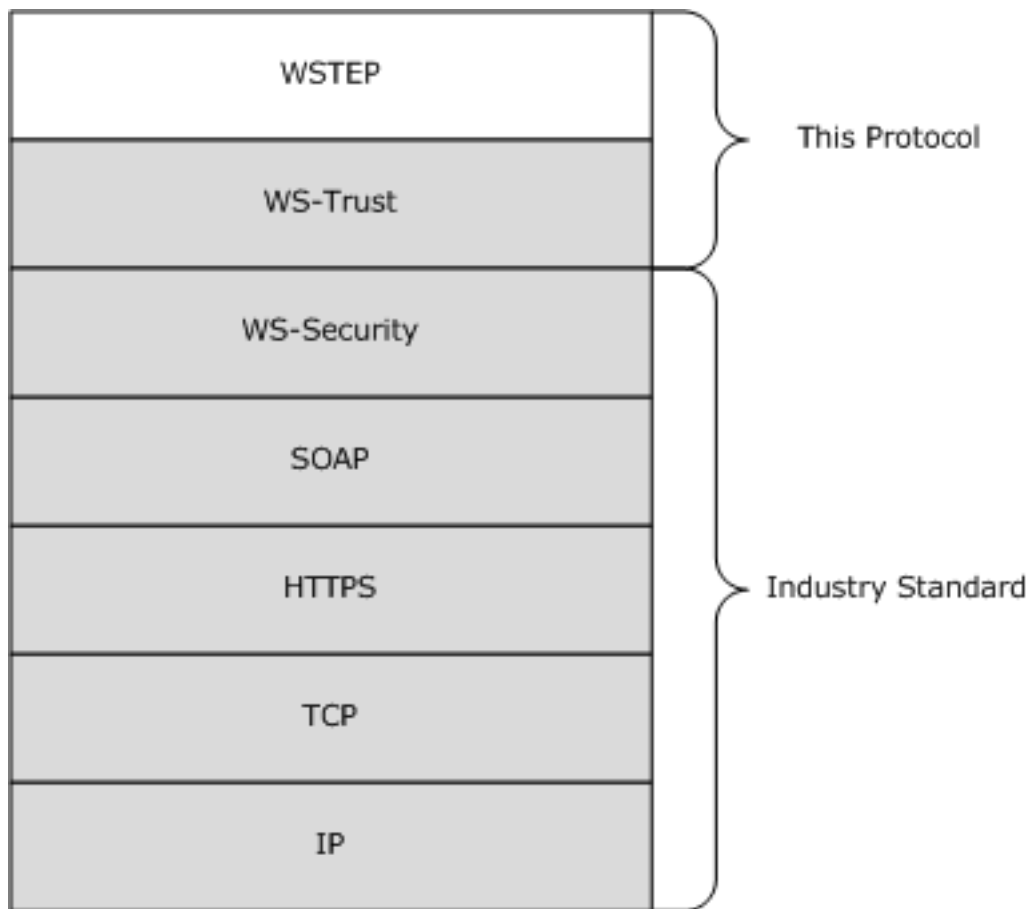 WSTEP
This Protocol
WS-Trust
WS-Security
SOAP
HTTPS
Industry Standard
TCP
IP